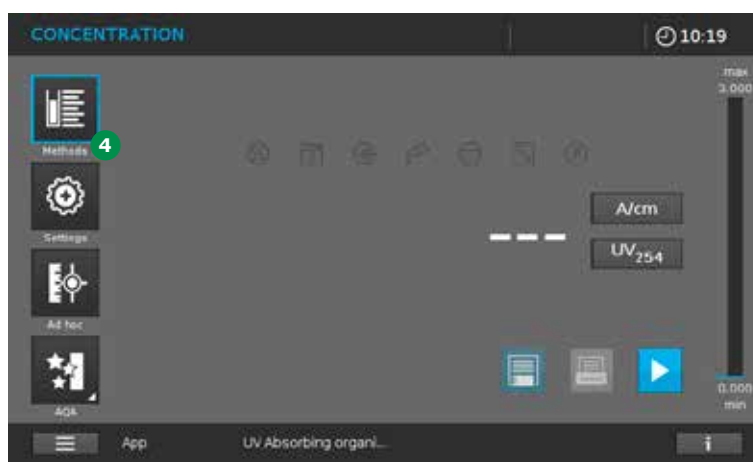 CONCENTRATION
10:19
Methods
4
Settings
Ad hoc
AQA
A/cm
UV254
max
3.000
0.000
min
App
UV Absorbing organi...
i